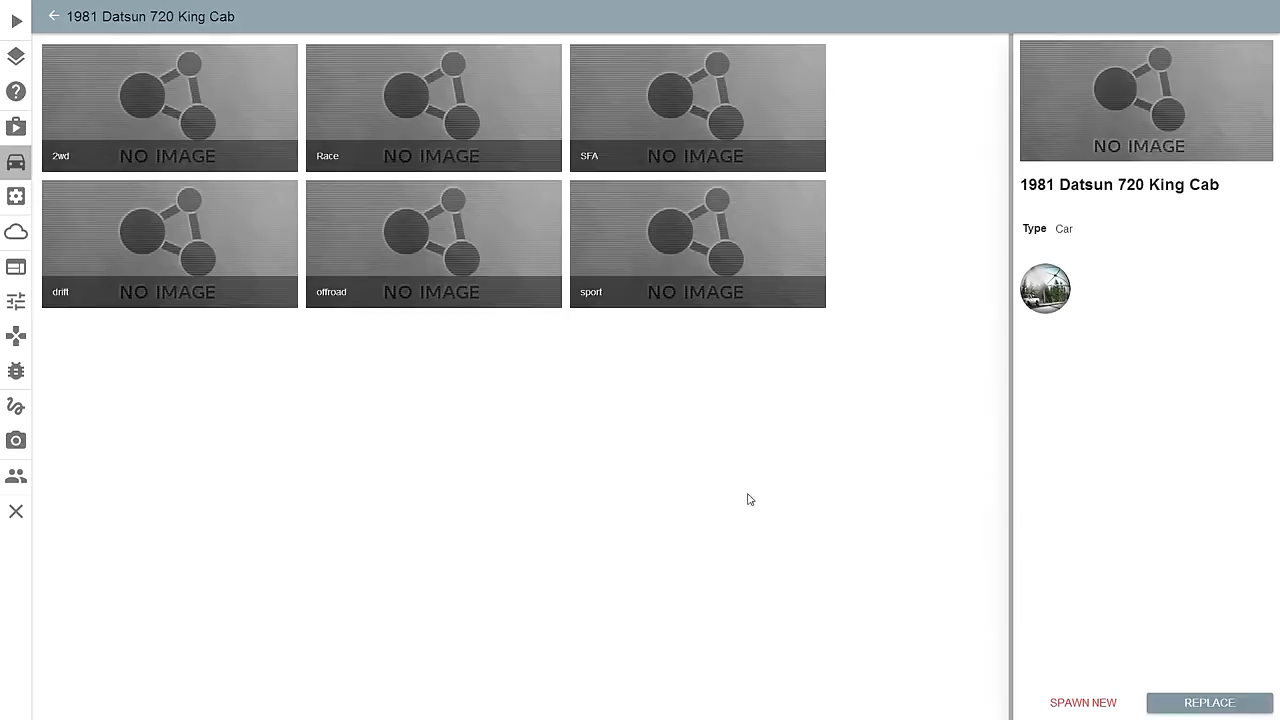 1981 Datsun 720 King Cab
2wd NO IMAGE
Race NO IMAGE
SFA NO IMAGE
drift NO IMAGE
offroad NO IMAGE
sport NO IMAGE
NO IMAGE
1981 Datsun 720 King Cab
Type Car
SPAWN NEW
REPLACE